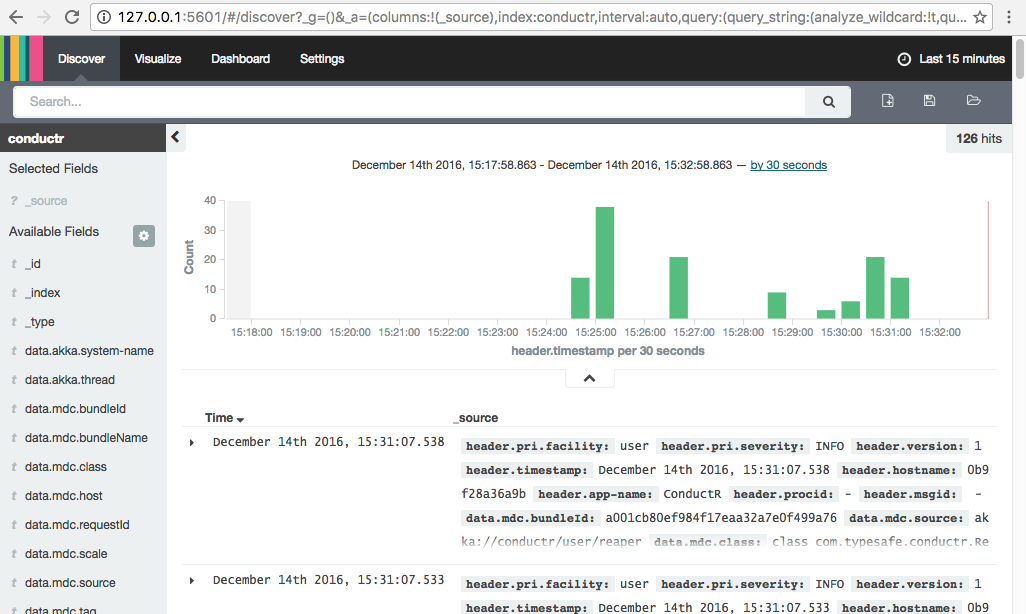 127.0.0.1:5601/#/discover?_g=()&_a=(columns:!(_source),index:conductr,interval:auto,query:(query_string:(analyze_wildcard:!t,qu...
Discover Visualize Dashboard Settings Last 15 minutes
Search...
conductr
126 hits
Selected Fields
? _source
Available Fields
t _id
t _index
t _type
t data.akka.system-name
t data.akka.thread
t data.mdc.bundleId
t data.mdc.bundleName
t data.mdc.class
t data.mdc.host
t data.mdc.requestId
t data.mdc.scale
t data.mdc.source
t data.mdc.tag
December 14th 2016, 15:17:58.863 - December 14th 2016, 15:32:58.863 — by 30 seconds
Count
40
30
20
10
0
15:18:00 15:19:00 15:20:00 15:21:00 15:22:00 15:23:00 15:24:00 15:25:00 15:26:00 15:27:00 15:28:00 15:29:00 15:30:00 15:31:00 15:32:00
header.timestamp per 30 seconds
Time _source
December 14th 2016, 15:31:07.538
header.pri.facility: user header.pri.severity: INFO header.version: 1
header.timestamp: December 14th 2016, 15:31:07.538 header.hostname: 0b9
f28a36a9b header.app-name: ConductR header.procid: - header.msgid: -
data.mdc.bundleId: a001cb80ef984f17eaa32a7e0f499a76 data.mdc.source: ak
ka://conductr/user/reaper data.mdc.class: class com.typesafe.conductr.Re
December 14th 2016, 15:31:07.533
header.pri.facility: user header.pri.severity: INFO header.version: 1
header.timestamp: December 14th 2016, 15:31:07.533 header.hostname: 0b9